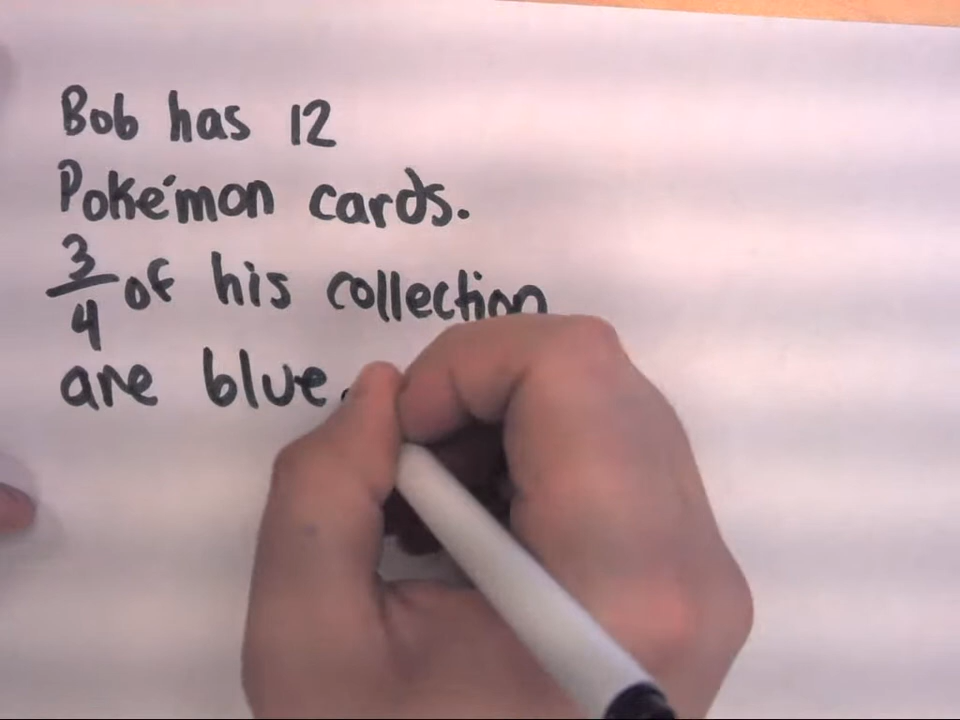 Bob has 12
Pokémon cards.
3/4 of his collection
are blue.